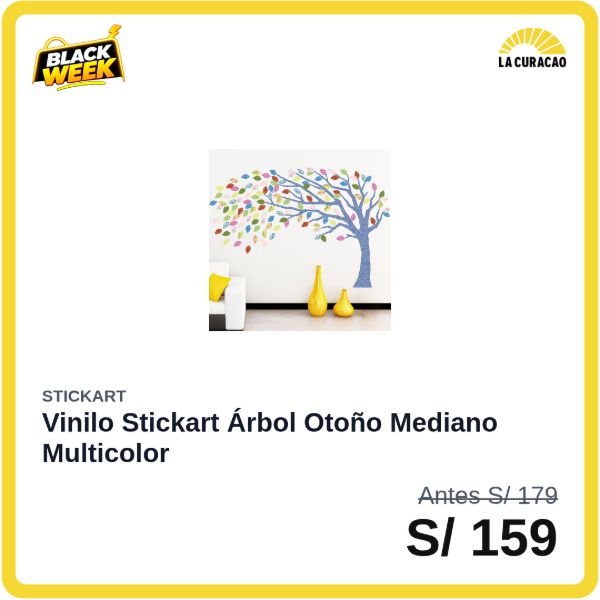 BLACK
WEEK
LA CURACAO
STICKART
Vinilo Stickart Árbol Otoño Mediano
Multicolor
Antes S/ 179
S/ 159